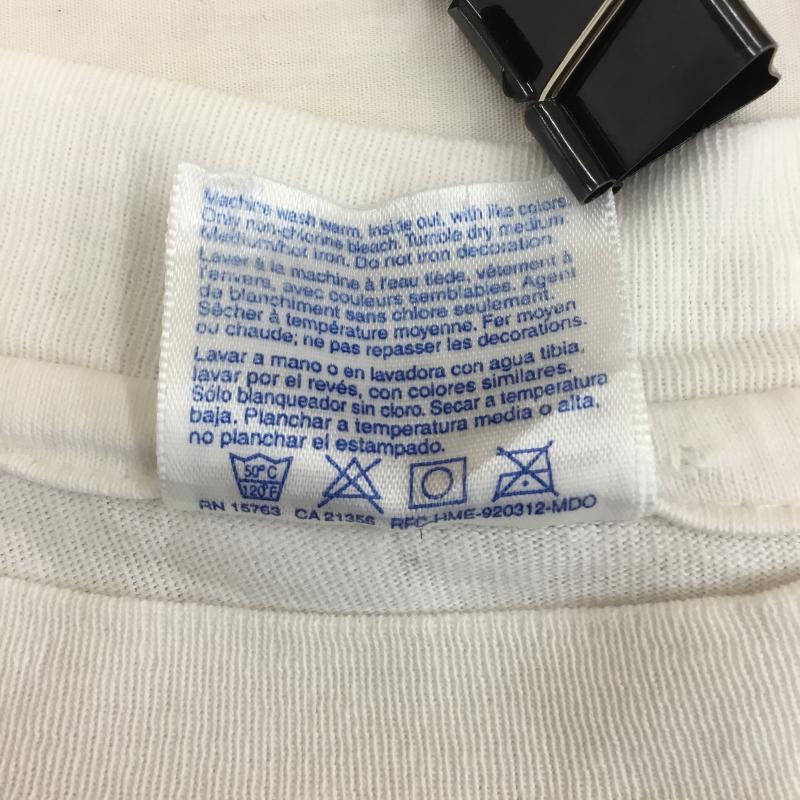 Machine wash warm, inside out, with like colors.
Only non-chlorine bleach. Tumble dry medium.
Medium/hot iron. Do not iron decoration.
Laver à la machine à l'eau tiède, vêtement à
l'envers, avec couleurs semblables. Agent
de blanchiment sans chlore seulement.
Sécher à température moyenne. Fer moyen
ou chaude; ne pas repasser les decorations.
Lavar a mano o en lavadora con agua tibia,
lavar por el revés, con colores similares.
Sólo blanqueador sin cloro. Secar a temperatura
baja. Planchar a temperatura media o alta,
no planchar el estampado.
50°C
120°F
RN 15763 CA 21356 RFC HME-920312-MDO